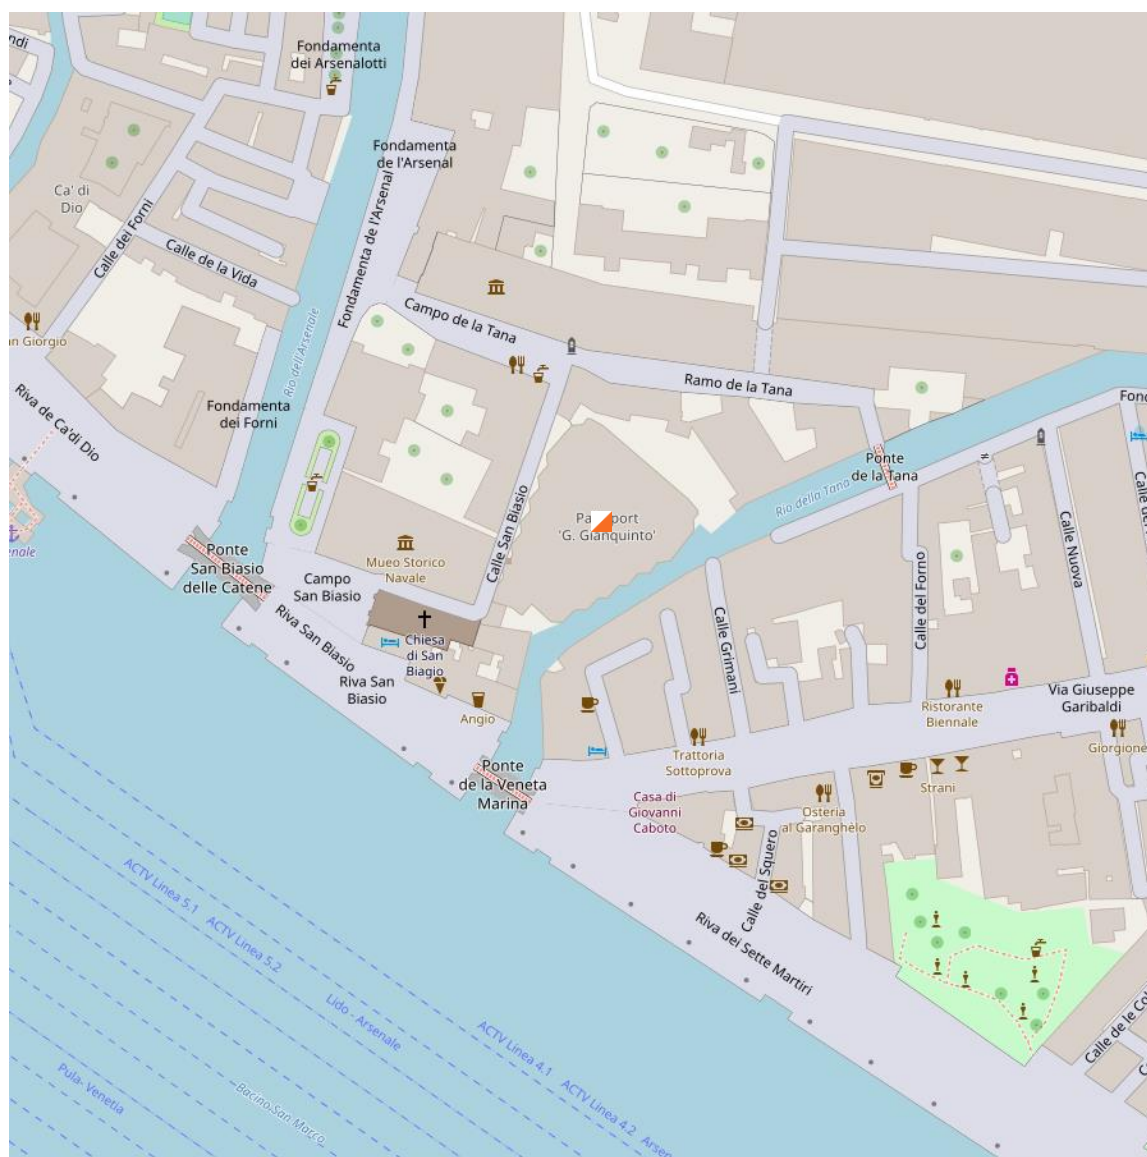 Fondamenta
dei Arsenalotti
Fondamenta
de l'Arsenal
Ca' di
Dio
Calle dei Forni
Calle de la Vida
Fondamenta de l'Arsenal
Rio dell'Arsenale
Campo de la Tana
Ramo de la Tana
San Giorgio
Riva de Ca'di Dio
Fondamenta
dei Forni
Ponte
de la Tana
Rio della Tana
Calle Nuova
Calle San Biasio
'G. Gianquinto'
Mueo Storico
Navale
Ponte
San Biasio
delle Catene
Campo
San Biasio
Riva San Biasio
Chiesa
di San
Biagio
Riva San
Biasio
Angio
Calle Grimani
Calle del Forno
Via Giuseppe
Garibaldi
Ristorante
Biennale
Giorgione
Trattoria
Sottoprova
Strani
Ponte
de la Veneta
Marina
Casa di
Giovanni
Caboto
Osteria
al Garanghèlo
Calle del Squero
Riva dei Sette Martiri
ACTV Linea 5.1
ACTV Linea 5.2
Lido - Arsenale
ACTV Linea 4.1
ACTV Linea 4.2
Pula- Venetia
Bacino San Marco